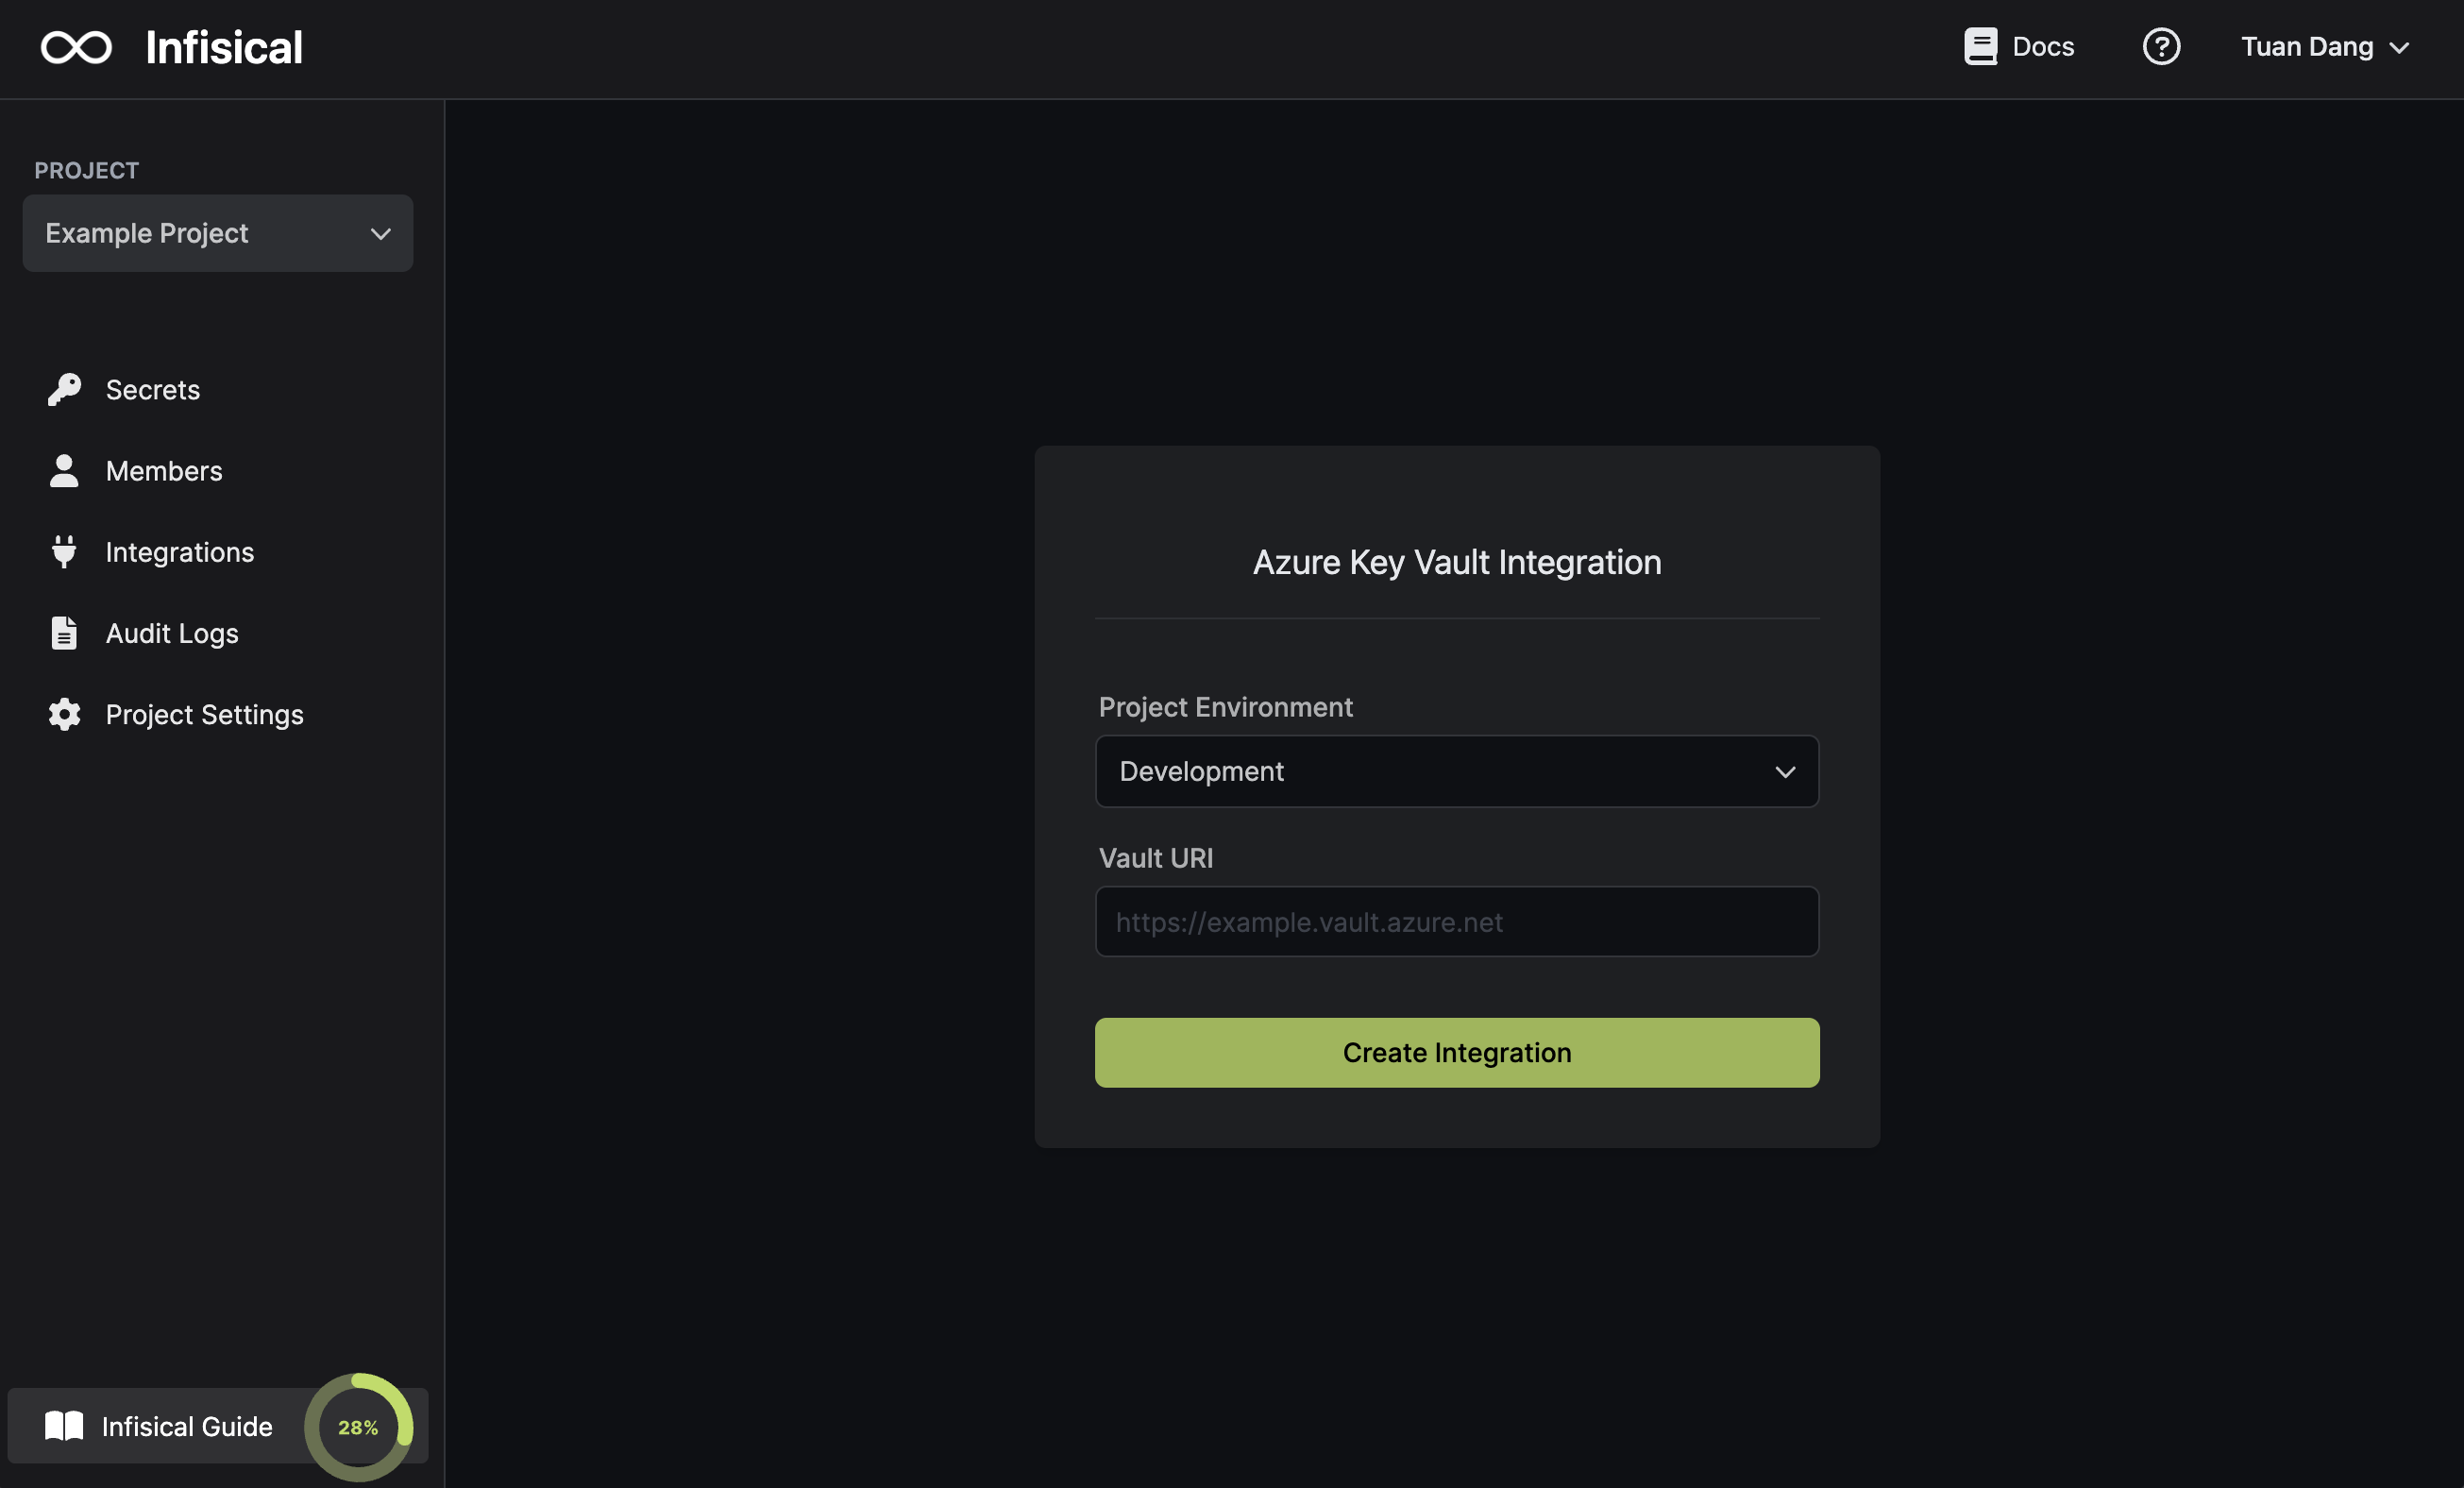 Infisical
Docs
Tuan Dang
PROJECT
Example Project
Secrets
Members
Integrations
Audit Logs
Project Settings
Azure Key Vault Integration
Project Environment
Development
Vault URI
https://example.vault.azure.net
Create Integration
Infisical Guide
28%